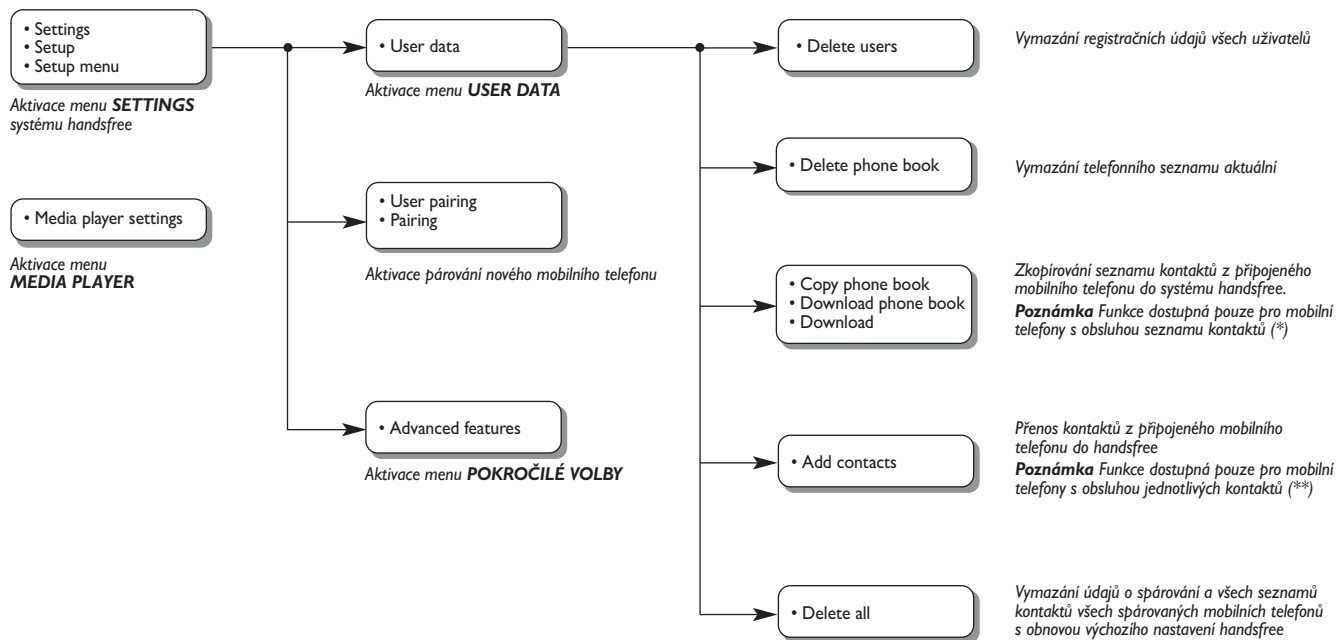 • Settings
• Setup
• Setup menu
Aktivace menu SETTINGS
systému handsfree
• Media player settings
Aktivace menu
MEDIA PLAYER
• User data
Aktivace menu USER DATA
• User pairing
• Pairing
Aktivace párování nového mobilního telefonu
• Advanced features
Aktivace menu POKROČILÉ VOLBY
• Delete users
Vymazání registračních údajů všech uživatelů
• Delete phone book
Vymazání telefonního seznamu aktuální
• Copy phone book
• Download phone book
• Download
Zkopírování seznamu kontaktů z připojeného
mobilního telefonu do systému handsfree.
Poznámka Funkce dostupná pouze pro mobilní
telefony s obsluhou seznamu kontaktů (*)
• Add contacts
Přenos kontaktů z připojeného mobilního
telefonu do handsfree
Poznámka Funkce dostupná pouze pro mobilní
telefony s obsluhou jednotlivých kontaktů (**)
• Delete all
Vymazání údajů o spárování a všech seznamů
kontaktů všech spárovaných mobilních telefonů
s obnovou výchozího nastavení handsfree